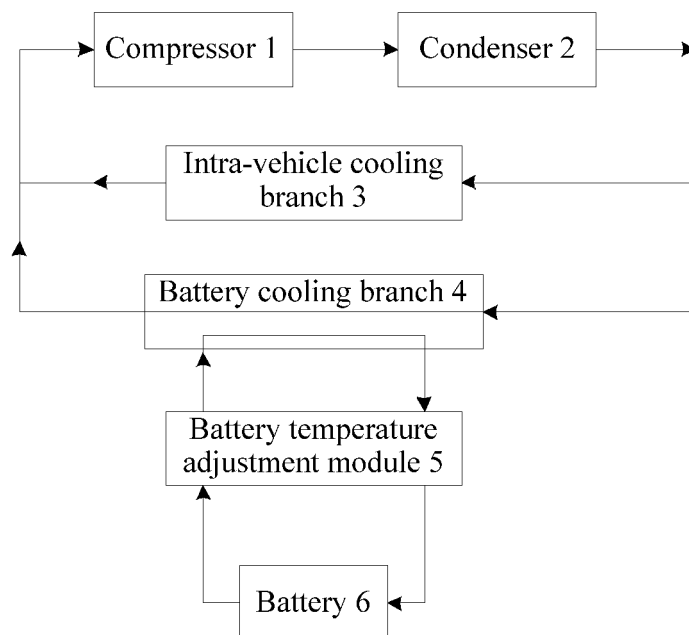 Compressor 1
Condenser 2
Intra-vehicle cooling
branch 3
Battery cooling branch 4
Battery temperature
adjustment module 5
Battery 6